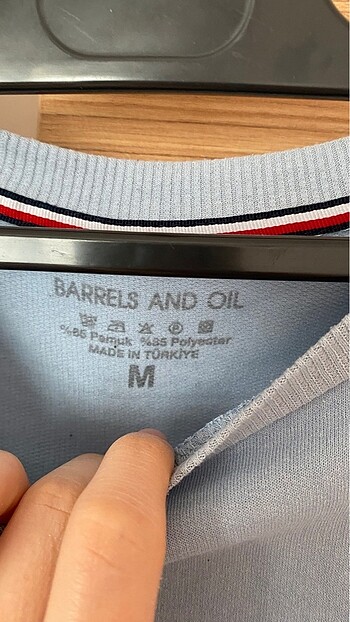 BARRELS AND OIL
%65 Pamuk %35 Polyester
MADE IN TÜRKİYE
M